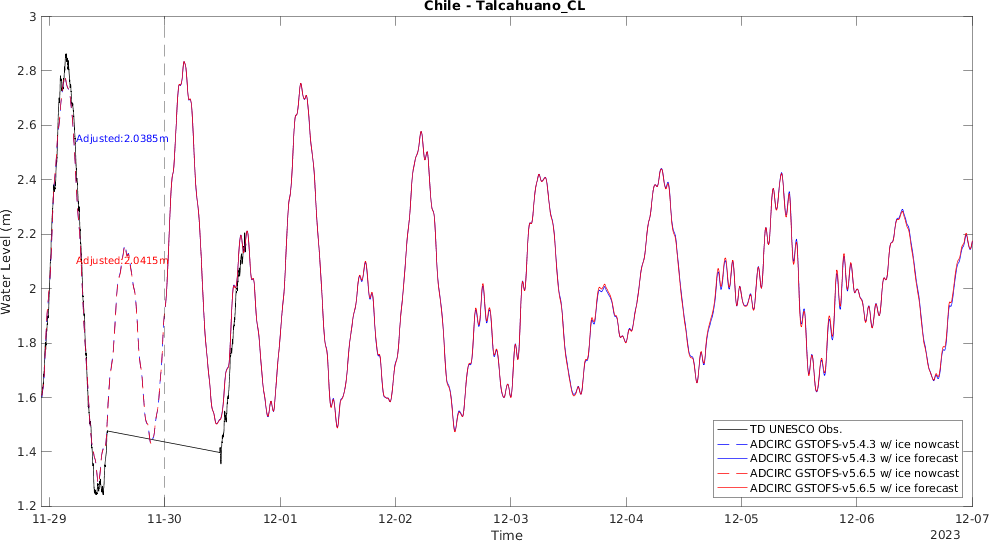 Chile - Talcahuano_CL
3
2.8
2.6
2.4
2.2
2
1.8
1.6
1.4
1.2
Water Level (m)
Adjusted:2.0385m
Adjusted:2.0415m
TD UNESCO Obs.
ADCIRC GSTOFS-v5.4.3 w/ ice nowcast
ADCIRC GSTOFS-v5.4.3 w/ ice forecast
ADCIRC GSTOFS-v5.6.5 w/ ice nowcast
ADCIRC GSTOFS-v5.6.5 w/ ice forecast
11-29 11-30 12-01 12-02 12-03 12-04 12-05 12-06 12-07
Time
2023